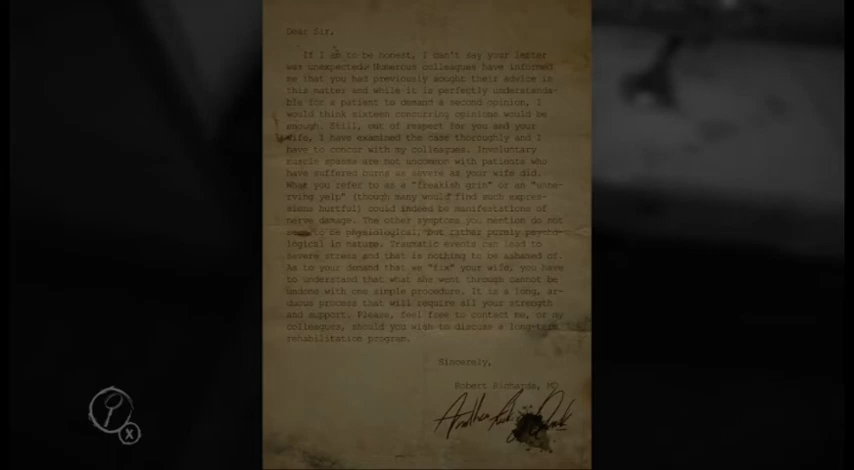 Dear Sir,
If I am to be honest, I can't say your letter
was unexpected. Numerous colleagues have informed
me that you had previously sought their advice in
this matter and while it is perfectly understanda-
ble for a patient to demand a second opinion, I
would think sixteen concurring opinions would be
enough. Still, out of respect for you and your
wife, I have examined the case thoroughly and I
have to concur with my colleagues. Involuntary
muscle spasms are not uncommon with patients who
have suffered burns as severe as your wife did.
What you refer to as a "freakish grin" or an "unne-
rving yelp" (though many would find such expres-
sions hurtful) could indeed be manifestations of
nerve damage. The other symptoms you mention do not
seem to be physiological, but rather purely psycho-
logical in nature. Traumatic events can lead to
severe stress and that is nothing to be ashamed of.
As to your demand that we "fix" your wife, you have
to understand that what she went through cannot be
undone with one simple procedure. It is a long, ar-
duous process that will require all your strength
and support. Please, feel free to contact me, or my
colleagues, should you wish to discuss a long-term
rehabilitation program.
Sincerely,
Robert Richards, MD
X